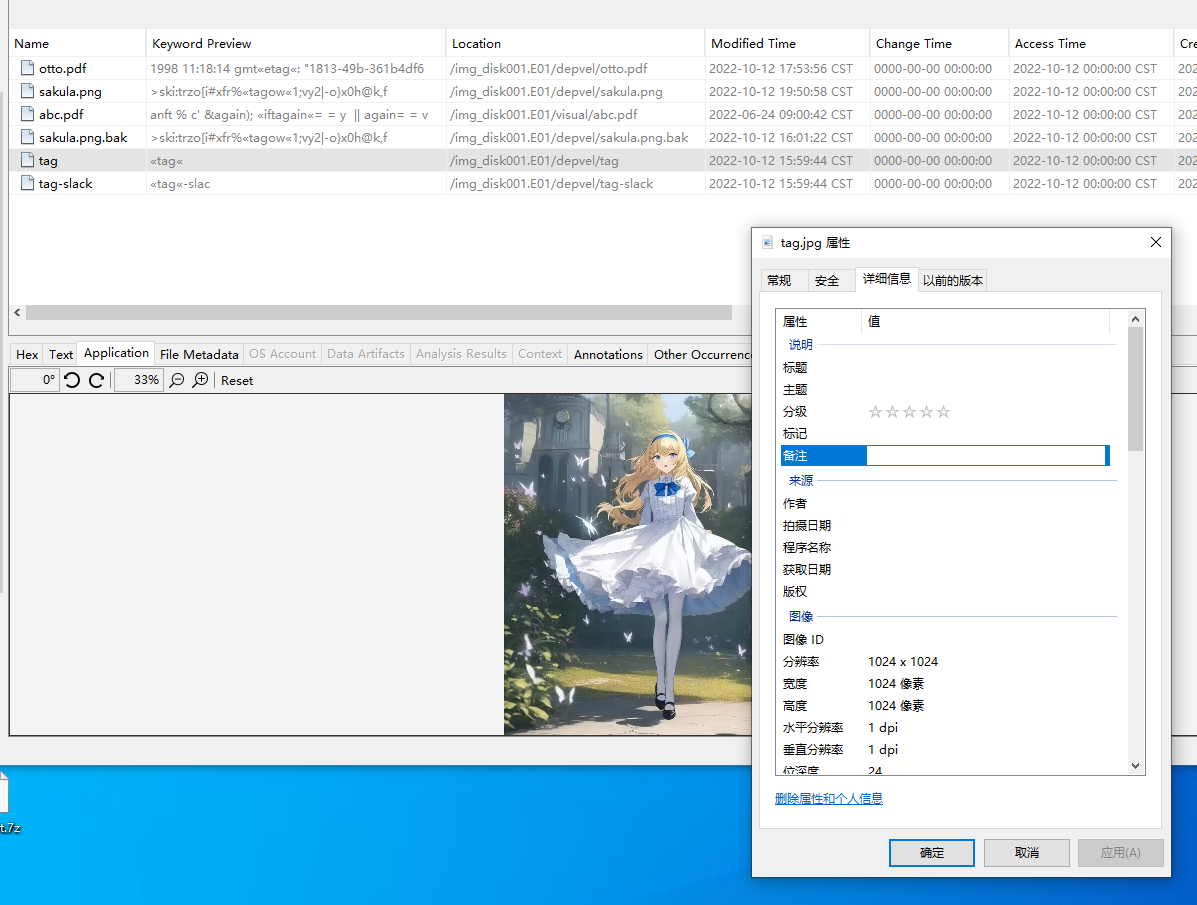 Name Keyword Preview Location Modified Time Change Time Access Time Cre
otto.pdf 1998 11:18:14 gmt«etag«: "1813-49b-361b4df6 /img_disk001.E01/depvel/otto.pdf 2022-10-12 17:53:56 CST 0000-00-00 00:00:00 2022-10-12 00:00:00 CST 202
sakula.png >ski:trzo[i#xfr%«tagow«1;vy2|-o}x0h@k,f /img_disk001.E01/depvel/sakula.png 2022-10-12 19:50:58 CST 0000-00-00 00:00:00 2022-10-12 00:00:00 CST 202
abc.pdf anft % c' &again); «iftagain«= = y || again= = v /img_disk001.E01/visual/abc.pdf 2022-06-24 09:00:42 CST 0000-00-00 00:00:00 2022-10-12 00:00:00 CST 202
sakula.png.bak >ski:trzo[i#xfr%«tagow«1;vy2|-o}x0h@k,f /img_disk001.E01/depvel/sakula.png.bak 2022-10-12 16:01:22 CST 0000-00-00 00:00:00 2022-10-12 00:00:00 CST 202
tag «tag« /img_disk001.E01/depvel/tag 2022-10-12 15:59:44 CST 0000-00-00 00:00:00 2022-10-12 00:00:00 CST 202
tag-slack «tag«-slac /img_disk001.E01/depvel/tag-slack 2022-10-12 15:59:44 CST 0000-00-00 00:00:00 2022-10-12 00:00:00 CST 202
Hex Text Application File Metadata OS Account Data Artifacts Analysis Results Context Annotations Other Occurrenc
0° 33% Reset
tag.jpg 属性
常规 安全 详细信息 以前的版本
属性 值
说明
标题
主题
分级
标记
备注
来源
作者
拍摄日期
程序名称
获取日期
版权
图像
图像 ID
分辨率 1024 x 1024
宽度 1024 像素
高度 1024 像素
水平分辨率 1 dpi
垂直分辨率 1 dpi
位深度 24
删除属性和个人信息
确定 取消 应用(A)
t.7z